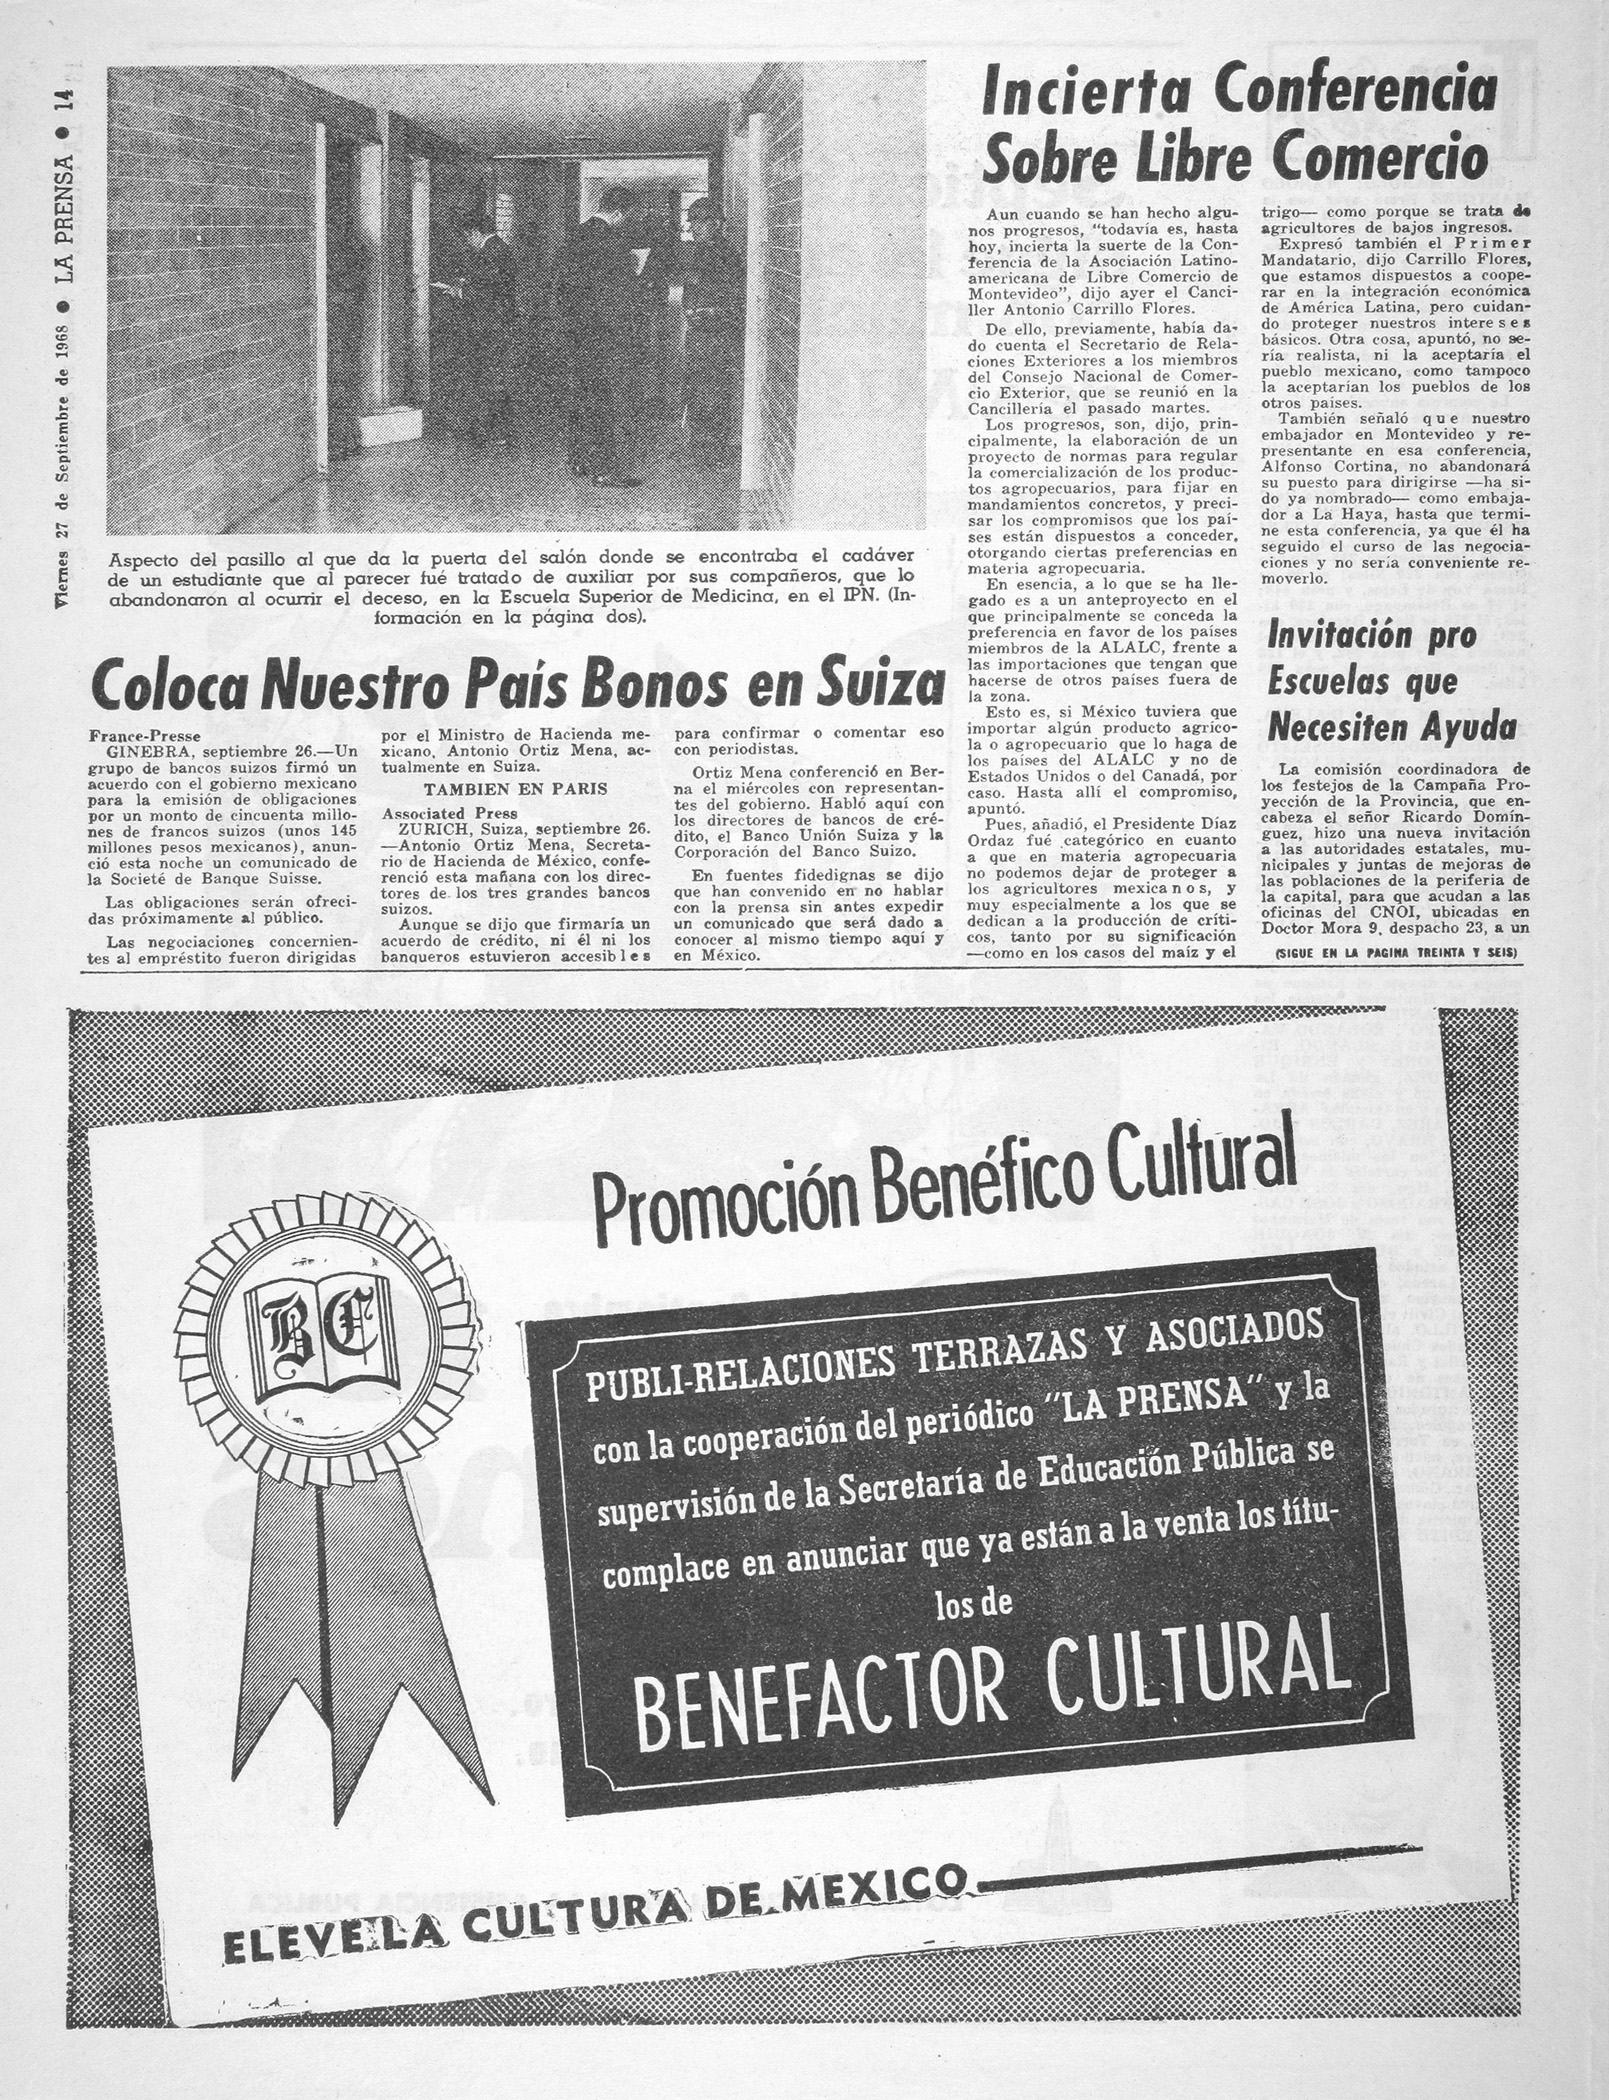 Viernes 27 de Septiembre de 1968 ● LA PRENSA ● 14
Aspecto del pasillo al que da la puerta del salón donde se encontraba el cadáver
de un estudiante que al parecer fué tratado de auxiliar por sus compañeros, que lo
abandonaron al ocurrir el deceso, en la Escuela Superior de Medicina, en el IPN. (In-
formación en la página dos).
Coloca Nuestro País Bonos en Suiza
France-Presse
GINEBRA, septiembre 26.—Un
grupo de bancos suizos firmó un
acuerdo con el gobierno mexicano
para la emisión de obligaciones
por un monto de cincuenta millo-
nes de francos suizos (unos 145
millones pesos mexicanos), anun-
ció esta noche un comunicado de
la Societé de Banque Suisse.
Las obligaciones serán ofreci-
das próximamente al público.
Las negociaciones concernien-
tes al empréstito fueron dirigidas
por el Ministro de Hacienda me-
xicano, Antonio Ortiz Mena, ac-
tualmente en Suiza.
TAMBIEN EN PARIS
Associated Press
ZURICH, Suiza, septiembre 26.
—Antonio Ortiz Mena, Secreta-
rio de Hacienda de México, confe-
renció esta mañana con los direc-
tores de los tres grandes bancos
suizos.
Aunque se dijo que firmaría un
acuerdo de crédito, ni él ni los
banqueros estuvieron accesibles
para confirmar o comentar eso
con periodistas.
Ortiz Mena conferenció en Ber-
na el miércoles con representan-
tes del gobierno. Habló aquí con
los directores de bancos de cré-
dito, el Banco Unión Suiza y la
Corporación del Banco Suizo.
En fuentes fidedignas se dijo
que han convenido en no hablar
con la prensa sin antes expedir
un comunicado que será dado a
conocer al mismo tiempo aquí y
en México.
Incierta Conferencia
Sobre Libre Comercio
Aun cuando se han hecho algu-
nos progresos, "todavía es, hasta
hoy, incierta la suerte de la Con-
ferencia de la Asociación Latino-
americana de Libre Comercio de
Montevideo", dijo ayer el Canci-
ller Antonio Carrillo Flores.
De ello, previamente, había da-
do cuenta el Secretario de Rela-
ciones Exteriores a los miembros
del Consejo Nacional de Comer-
cio Exterior, que se reunió en la
Cancillería el pasado martes.
Los progresos, son, dijo, prin-
cipalmente, la elaboración de un
proyecto de normas para regular
la comercialización de los produc-
tos agropecuarios, para fijar en
mandamientos concretos, y preci-
sar los compromisos que los paí-
ses están dispuestos a conceder,
otorgando ciertas preferencias en
materia agropecuaria.
En esencia, a lo que se ha lle-
gado es a un anteproyecto en el
que principalmente se conceda la
preferencia en favor de los países
miembros de la ALALC, frente a
las importaciones que tengan que
hacerse de otros países fuera de
la zona.
Esto es, si México tuviera que
importar algún producto agríco-
la o agropecuario que lo haga de
los países del ALALC y no de
Estados Unidos o del Canadá, por
caso. Hasta allí el compromiso,
apuntó.
Pues, añadió, el Presidente Díaz
Ordaz fué categórico en cuanto
a que en materia agropecuaria
no podemos dejar de proteger a
los agricultores mexicanos, y
muy especialmente a los que se
dedican a la producción de críti-
cos, tanto por su significación
—como en los casos del maíz y el
trigo— como porque se trata de
agricultores de bajos ingresos.
Expresó también el Primer
Mandatario, dijo Carrillo Flores,
que estamos dispuestos a coope-
rar en la integración económica
de América Latina, pero cuidan-
do proteger nuestros intereses
básicos. Otra cosa, apuntó, no se-
ría realista, ni la aceptaría el
pueblo mexicano, como tampoco
la aceptarían los pueblos de los
otros países.
También señaló que nuestro
embajador en Montevideo y re-
presentante en esa conferencia,
Alfonso Cortina, no abandonará
su puesto para dirigirse —ha si-
do ya nombrado— como embaja-
dor a La Haya, hasta que termi-
ne esta conferencia, ya que él ha
seguido el curso de las negocia-
ciones y no sería conveniente re-
moverlo.
Invitación pro
Escuelas que
Necesiten Ayuda
La comisión coordinadora de
los festejos de la Campaña Pro-
yección de la Provincia, que en-
cabeza el señor Ricardo Domín-
guez, hizo una nueva invitación
a las autoridades estatales, mu-
nicipales y juntas de mejoras de
las poblaciones de la periferia de
la capital, para que acudan a las
oficinas del CNOI, ubicadas en
Doctor Mora 9, despacho 23, a un
(SIGUE EN LA PAGINA TREINTA Y SEIS)
Promoción Benéfico Cultural
BC
PUBLI-RELACIONES TERRAZAS Y ASOCIADOS
con la cooperación del periódico "LA PRENSA" y la
supervisión de la Secretaría de Educación Pública se
complace en anunciar que ya están a la venta los títu-
los de
BENEFACTOR CULTURAL
ELEVE LA CULTURA DE MEXICO